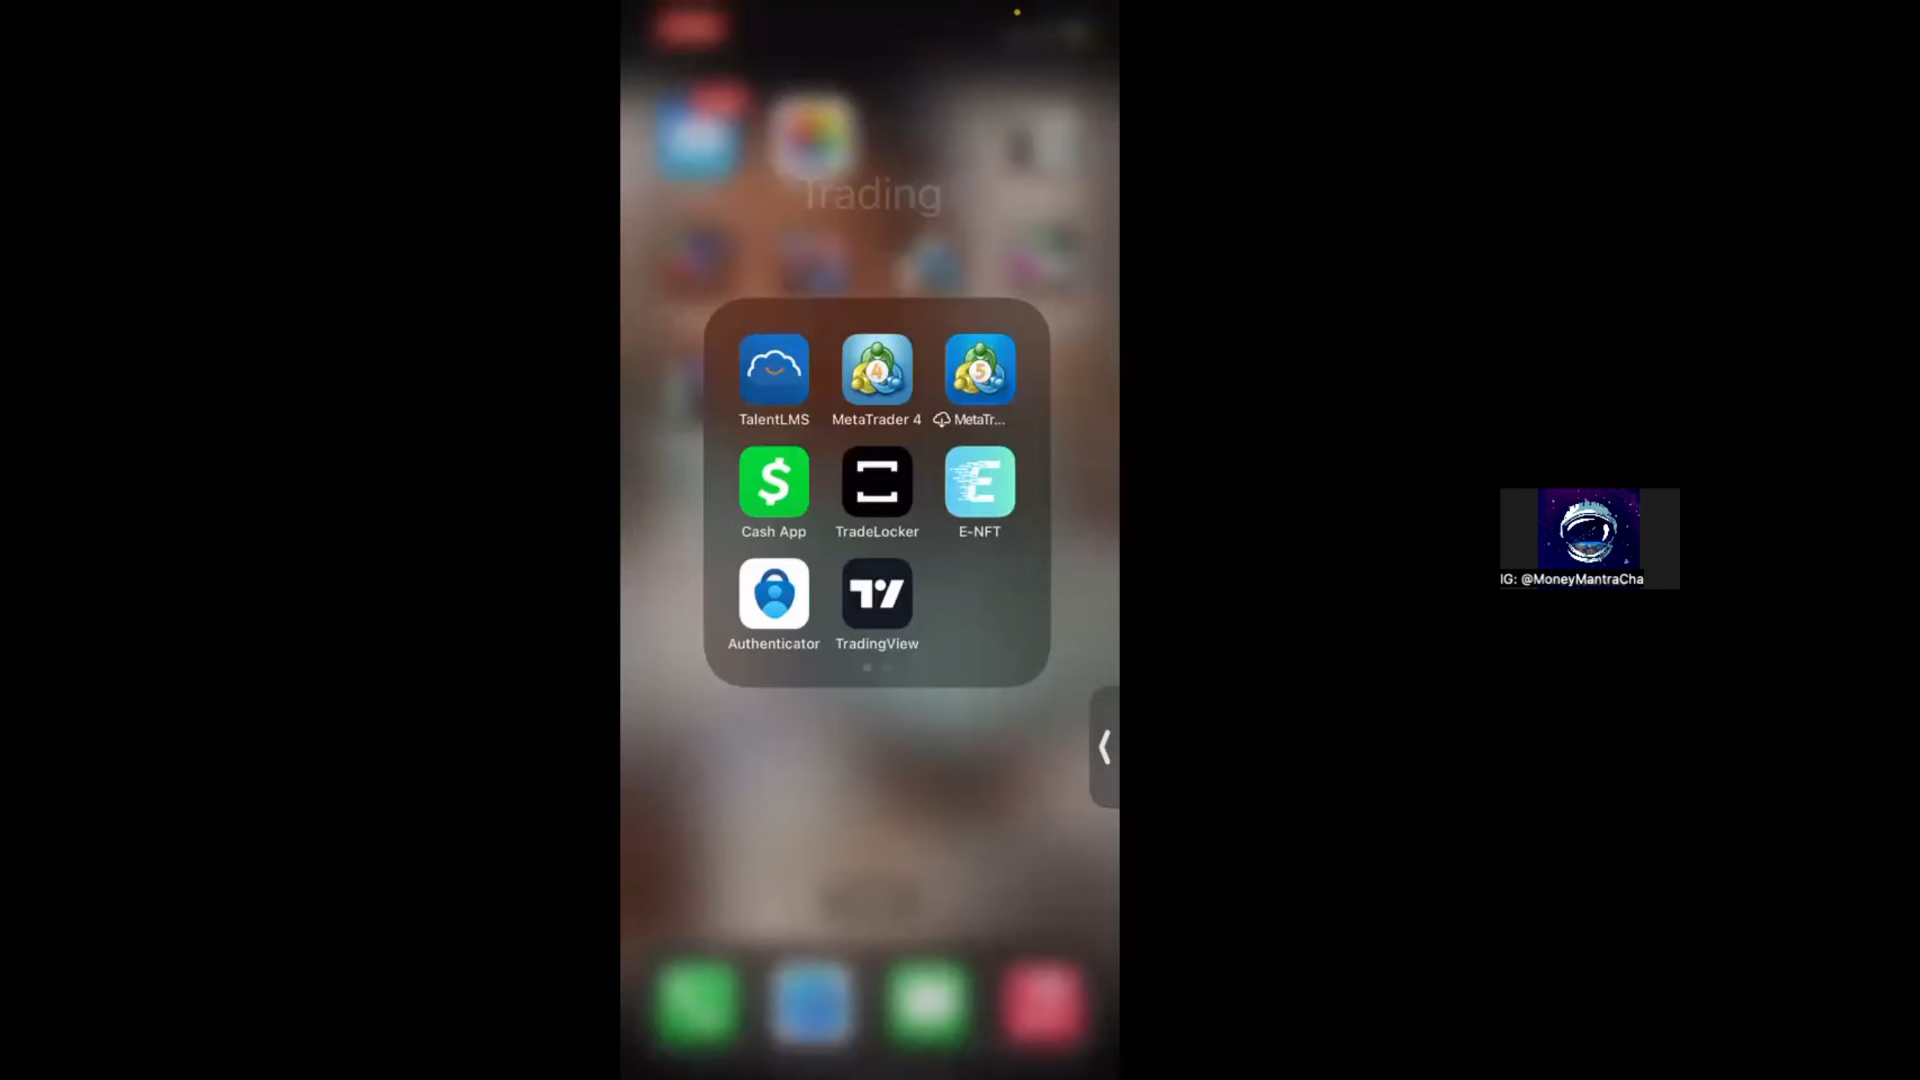 Trading
TalentLMS
MetaTrader 4
MetaTr...
Cash App
TradeLocker
E-NFT
Authenticator
TradingView
IG: @MoneyMantraCha